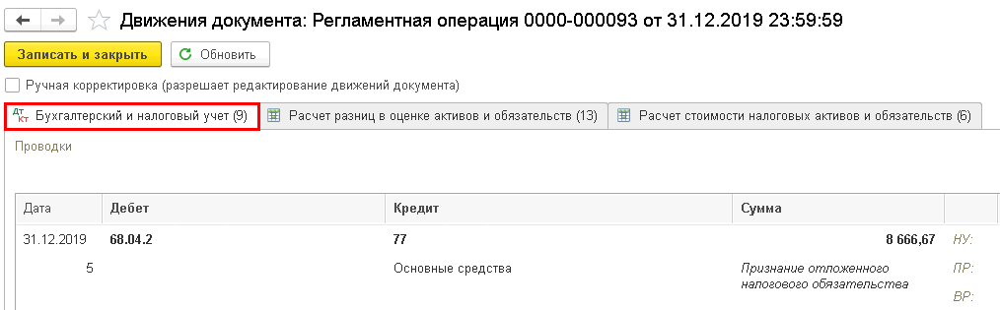 Движения документа: Регламентная операция 0000-000093 от 31.12.2019 23:59:59
Записать и закрыть Обновить
Ручная корректировка (разрешает редактирование движений документа)
Дт Кт Бухгалтерский и налоговый учет (9) Расчет разниц в оценке активов и обязательств (13) Расчет стоимости налоговых активов и обязательств (6)
Проводки
Дата Дебет Кредит Сумма
31.12.2019 68.04.2 77 8 666,67 НУ:
5 Основные средства Признание отложенного ПР:
налогового обязательства
ВР: